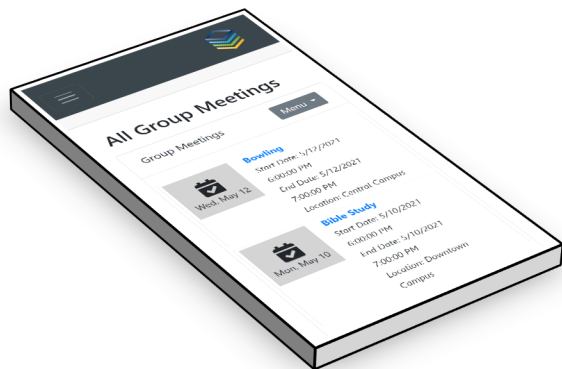 All Group Meetings
Group Meetings
Menu
Wed, May 12
Bowling
Start Date: 5/12/2021
6:00:00 PM
End Date: 5/12/2021
7:00:00 PM
Location: Central Campus
Mon, May 10
Bible Study
Start Date: 5/10/2021
6:00:00 PM
End Date: 5/10/2021
7:00:00 PM
Location: Downtown
Campus